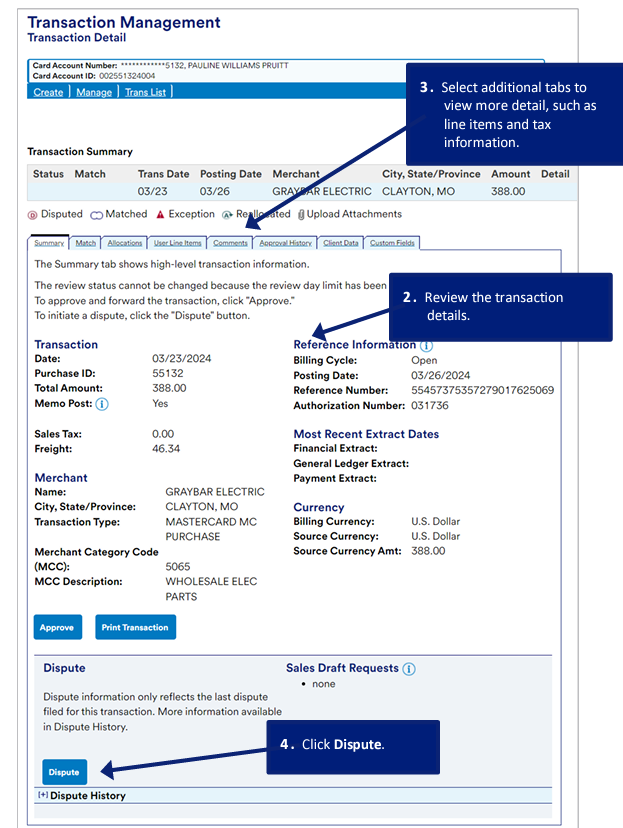 Transaction Management
Transaction Detail
Card Account Number: ************5132, PAULINE WILLIAMS PRUITT
Card Account ID: 002551324004
Create | Manage | Trans List |
3. Select additional tabs to
view more detail, such as
line items and tax
information.
Transaction Summary
Status Match Trans Date Posting Date Merchant City, State/Province Amount Detail
03/23 03/26 GRAYBAR ELECTRIC CLAYTON, MO 388.00
Disputed Matched Exception Reallocated Upload Attachments
Summary Match Allocations User Line Items Comments Approval History Client Data Custom Fields
The Summary tab shows high-level transaction information.
The review status cannot be changed because the review day limit has been
To approve and forward the transaction, click "Approve."
To initiate a dispute, click the "Dispute" button.
2. Review the transaction
details.
Transaction
Date: 03/23/2024
Purchase ID: 55132
Total Amount: 388.00
Memo Post: Yes
Sales Tax: 0.00
Freight: 46.34
Reference Information
Billing Cycle: Open
Posting Date: 03/26/2024
Reference Number: 55457375357279017625069
Authorization Number: 031736
Most Recent Extract Dates
Financial Extract:
General Ledger Extract:
Payment Extract:
Merchant
Name: GRAYBAR ELECTRIC
City, State/Province: CLAYTON, MO
Transaction Type: MASTERCARD MC
PURCHASE
Merchant Category Code
(MCC): 5065
MCC Description: WHOLESALE ELEC
PARTS
Currency
Billing Currency: U.S. Dollar
Source Currency: U.S. Dollar
Source Currency Amt: 388.00
Approve Print Transaction
Dispute
Dispute information only reflects the last dispute
filed for this transaction. More information available
in Dispute History.
Sales Draft Requests
• none
4. Click Dispute.
Dispute
[+] Dispute History